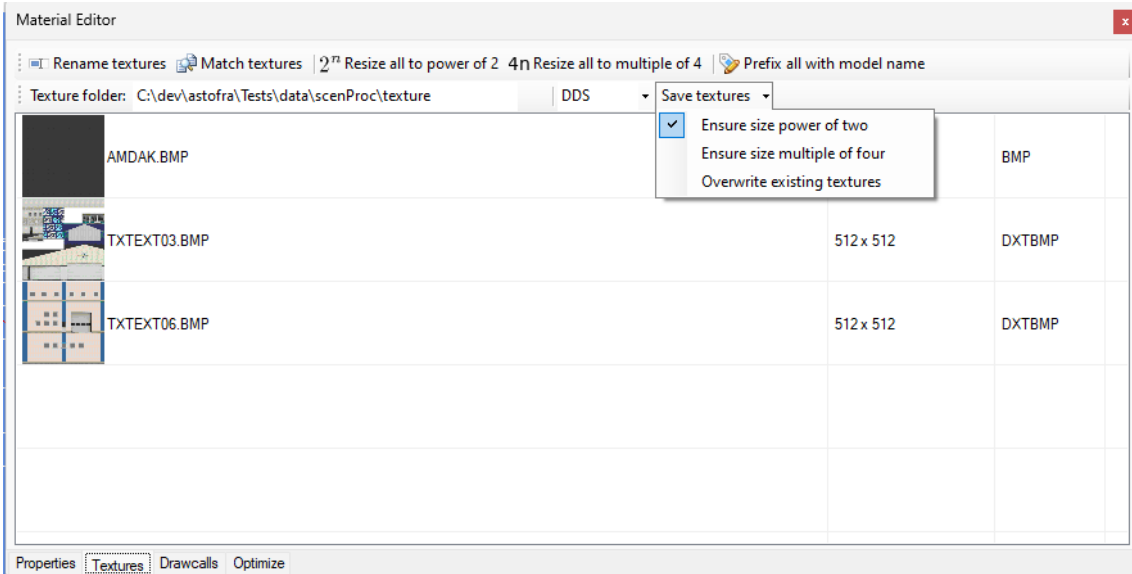 Material Editor
x
Rename textures Match textures 2ⁿ Resize all to power of 2 4n Resize all to multiple of 4 Prefix all with model name
Texture folder: C:\dev\astofra\Tests\data\scenProc\texture DDS Save textures
Ensure size power of two
Ensure size multiple of four
Overwrite existing textures
AMDAK.BMP BMP
TXTEXT03.BMP 512 x 512 DXTBMP
TXTEXT06.BMP 512 x 512 DXTBMP
Properties Textures Drawcalls Optimize